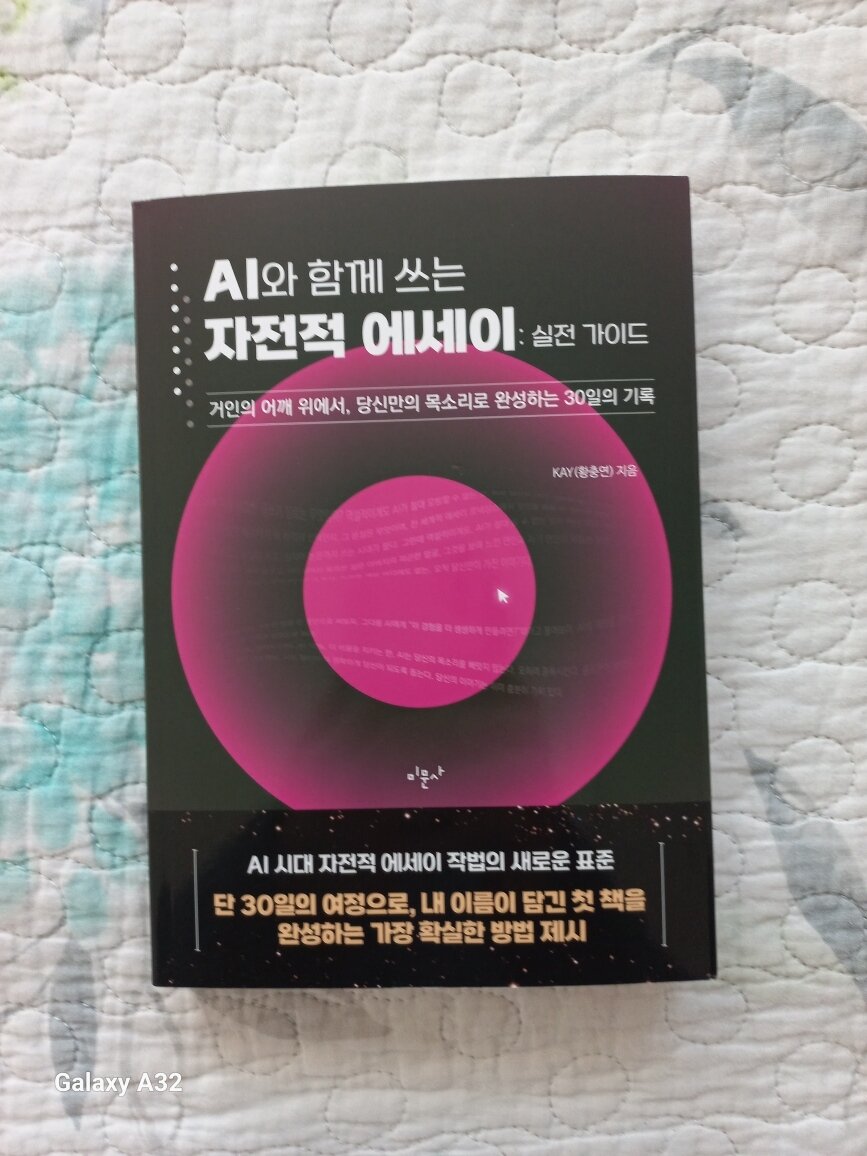 AI와 함께 쓰는
자전적 에세이: 실전 가이드
거인의 어깨 위에서, 당신만의 목소리로 완성하는 30일의 기록
KAY(황충연) 지음
미문사
AI 시대 자전적 에세이 작법의 새로운 표준
단 30일의 여정으로, 내 이름이 담긴 첫 책을
완성하는 가장 확실한 방법 제시
Galaxy A32